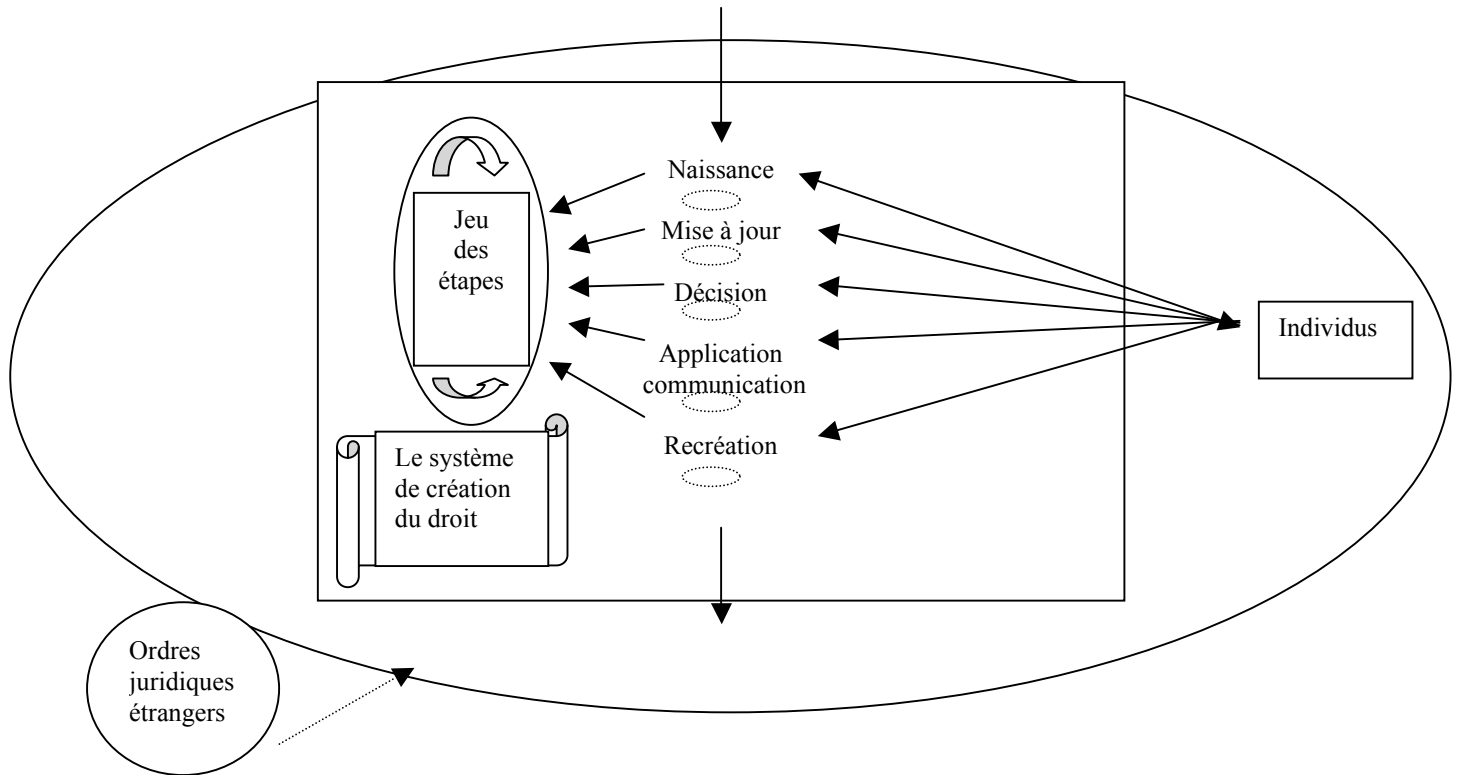 Naissance
Jeu
des
étapes
Mise à jour
Décision
Application
communication
Recréation
Individus
Le système
de création
du droit
Ordres
juridiques
étrangers